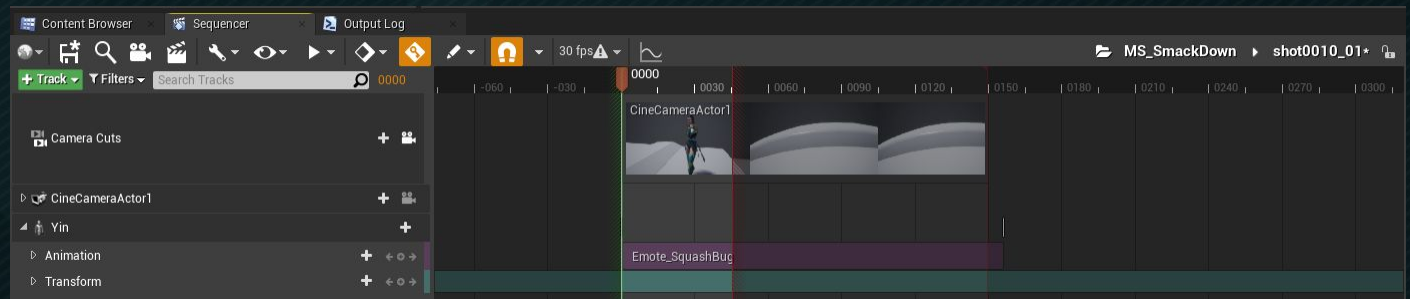 Content Browser Sequencer Output Log
30 fps MS_SmackDown shot0010_01*
Track Filters Search Tracks 0000
0000
-060 -030 0030 0060 0090 0120 0150 0180 0210 0240 0270 0300
CineCameraActor1
Camera Cuts
CineCameraActor1
Yin
Animation Emote_SquashBug
Transform